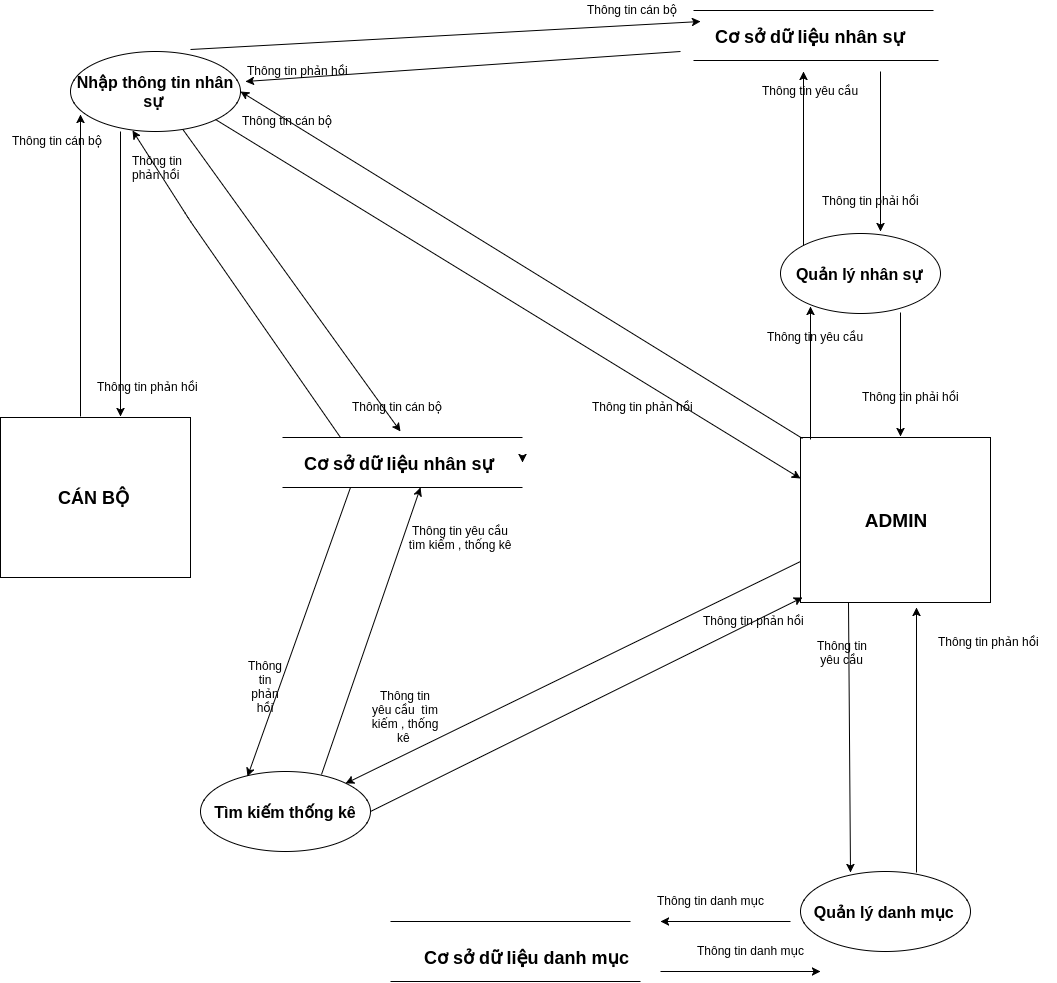 Thông tin cán bộ
Cơ sở dữ liệu nhân sự
Thông tin phản hồi
Nhập thông tin nhân
sự
Thông tin yêu cầu
Thông tin cán bộ
Thông tin cán bộ
Thông tin
phản hồi
Thông tin phải hồi
Quản lý nhân sự
Thông tin yêu cầu
Thông tin phản hồi
Thông tin phải hồi
Thông tin cán bộ
Thông tin phản hồi
Cơ sở dữ liệu nhân sự
CÁN BỘ
ADMIN
Thông tin yêu cầu
tìm kiếm , thống kê
Thông tin phản hồi
Thông tin
yêu cầu
Thông tin phản hồi
Thông
tin
phản
hồi
Thông tin
yêu cầu  tìm
kiếm , thống
kê
Tìm kiếm thống kê
Thông tin danh mục
Quản lý danh mục
Thông tin danh mục
Cơ sở dữ liệu danh mục